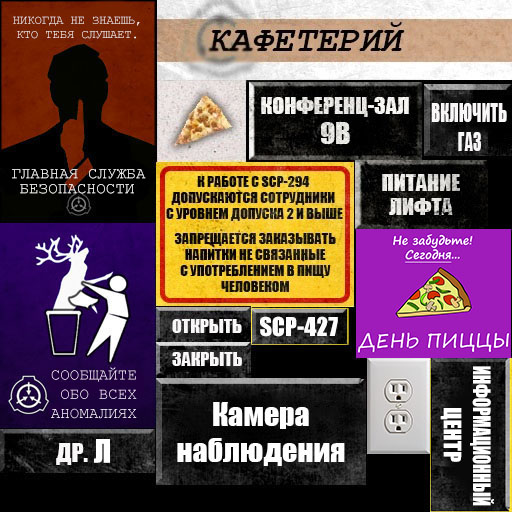 НИКОГДА НЕ ЗНАЕШЬ,
КТО ТЕБЯ СЛУШАЕТ.
ГЛАВНАЯ СЛУЖБА
БЕЗОПАСНОСТИ
КАФЕТЕРИЙ
КОНФЕРЕНЦ-ЗАЛ
9В
ВКЛЮЧИТЬ
ГАЗ
К РАБОТЕ С SCP-294
ДОПУСКАЮТСЯ СОТРУДНИКИ
С УРОВНЕМ ДОПУСКА 2 И ВЫШЕ
ЗАПРЕЩАЕТСЯ ЗАКАЗЫВАТЬ
НАПИТКИ НЕ СВЯЗАННЫЕ
С УПОТРЕБЛЕНИЕМ В ПИЩУ
ЧЕЛОВЕКОМ
ПИТАНИЕ
ЛИФТА
Не забудьте!
Сегодня...
ДЕНЬ ПИЦЦЫ
СООБЩАЙТЕ
ОБО ВСЕХ
АНОМАЛИЯХ
ОТКРЫТЬ
SCP-427
ЗАКРЫТЬ
Камера
наблюдения
ДР. Л
ИНФОРМАЦИОННЫЙ
ЦЕНТР